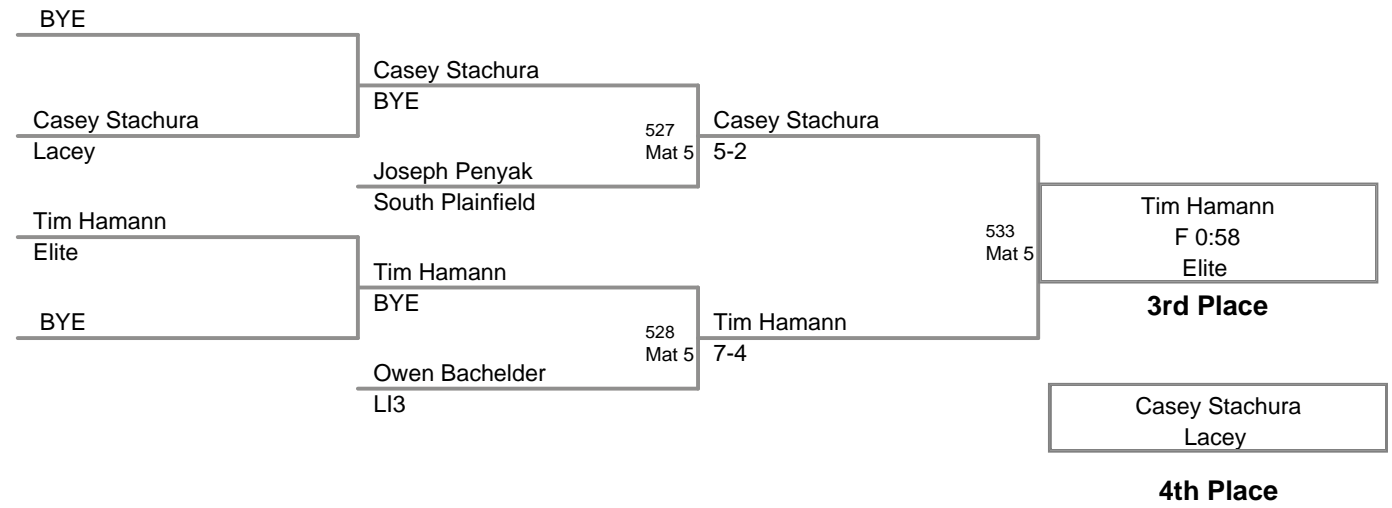 BYE
Casey Stachura
BYE
Casey Stachura
Lacey
527
Mat 5
Casey Stachura
5-2
Joseph Penyak
South Plainfield
Tim Hamann
Elite
533
Mat 5
Tim Hamann
F 0:58
Elite
3rd Place
Tim Hamann
BYE
BYE
528
Mat 5
Tim Hamann
7-4
Owen Bachelder
LI3
Casey Stachura
Lacey
4th Place